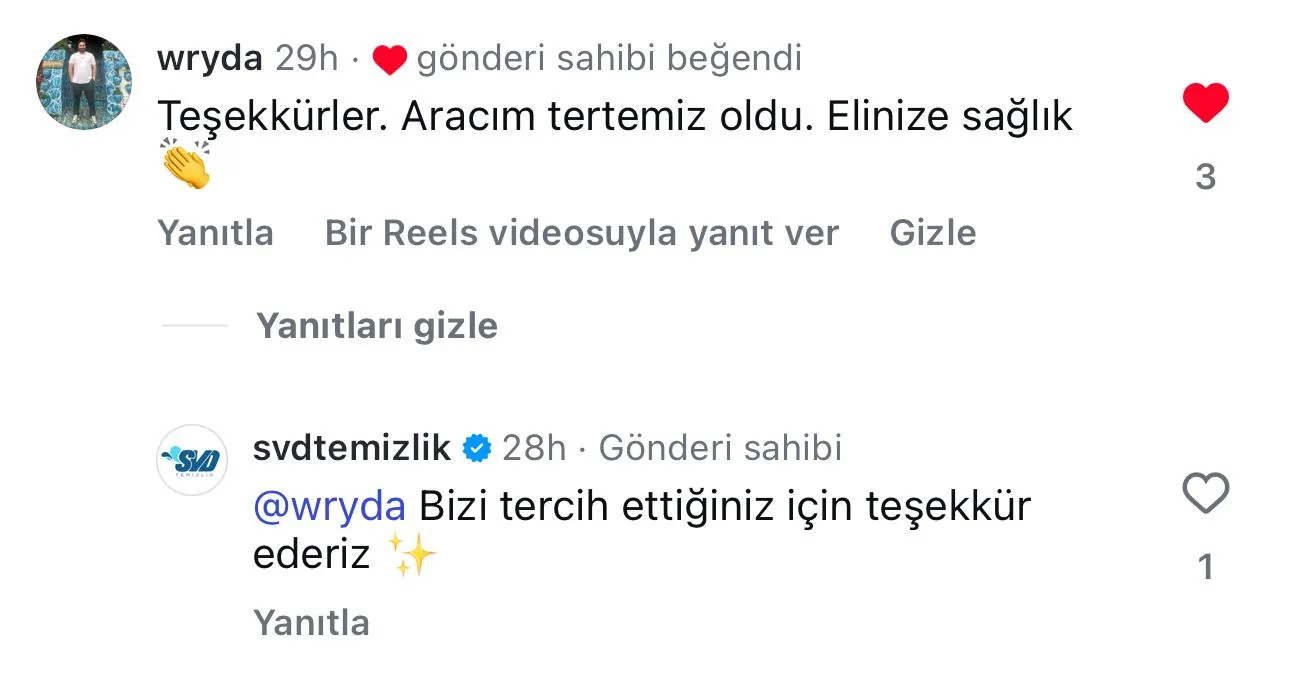 wryda 29h · ❤️ gönderi sahibi beğendi
Teşekkürler. Aracım tertemiz oldu. Elinize sağlık
👏
3
Yanıtla Bir Reels videosuyla yanıt ver Gizle
Yanıtları gizle
SVD
TEMİZLİK
svdtemizlik 28h · Gönderi sahibi
@wryda Bizi tercih ettiğiniz için teşekkür
ederiz ✨
1
Yanıtla